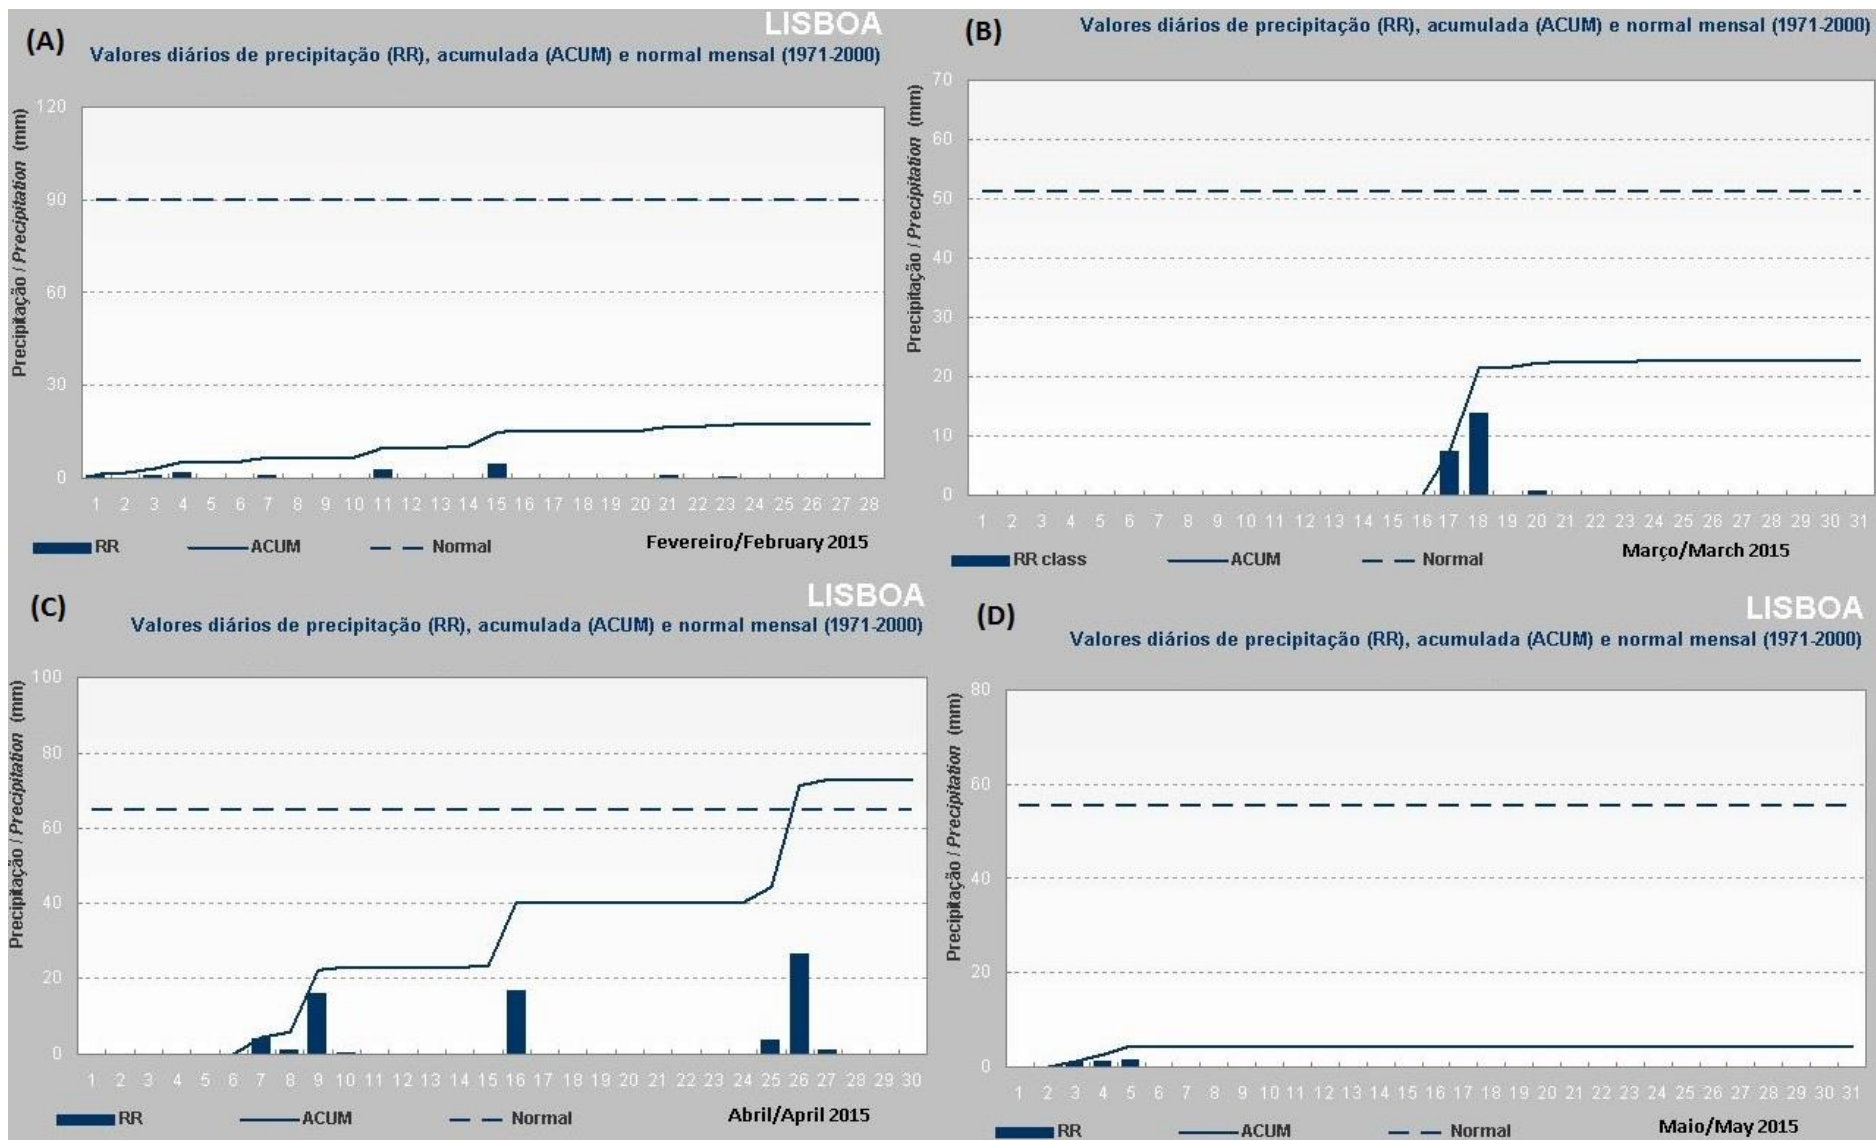 (A)
LISBOA
Valores diários de precipitação (RR), acumulada (ACUM) e normal mensal (1971-2000)
Precipitação / Precipitation (mm)
120
90
60
30
0
1 2 3 4 5 6 7 8 9 10 11 12 13 14 15 16 17 18 19 20 21 22 23 24 25 26 27 28
RR ACUM Normal
Fevereiro/February 2015
(B)
Valores diários de precipitação (RR), acumulada (ACUM) e normal mensal (1971-2000)
Precipitação / Precipitation (mm)
70
60
50
40
30
20
10
0
1 2 3 4 5 6 7 8 9 10 11 12 13 14 15 16 17 18 19 20 21 22 23 24 25 26 27 28 29 30 31
RR class ACUM Normal
Março/March 2015
(C)
LISBOA
Valores diários de precipitação (RR), acumulada (ACUM) e normal mensal (1971-2000)
Precipitação / Precipitation (mm)
100
80
60
40
20
0
1 2 3 4 5 6 7 8 9 10 11 12 13 14 15 16 17 18 19 20 21 22 23 24 25 26 27 28 29 30
RR ACUM Normal
Abril/April 2015
(D)
LISBOA
Valores diários de precipitação (RR), acumulada (ACUM) e normal mensal (1971-2000)
Precipitação / Precipitation (mm)
80
60
40
20
0
1 2 3 4 5 6 7 8 9 10 11 12 13 14 15 16 17 18 19 20 21 22 23 24 25 26 27 28 29 30 31
RR ACUM Normal
Maio/May 2015